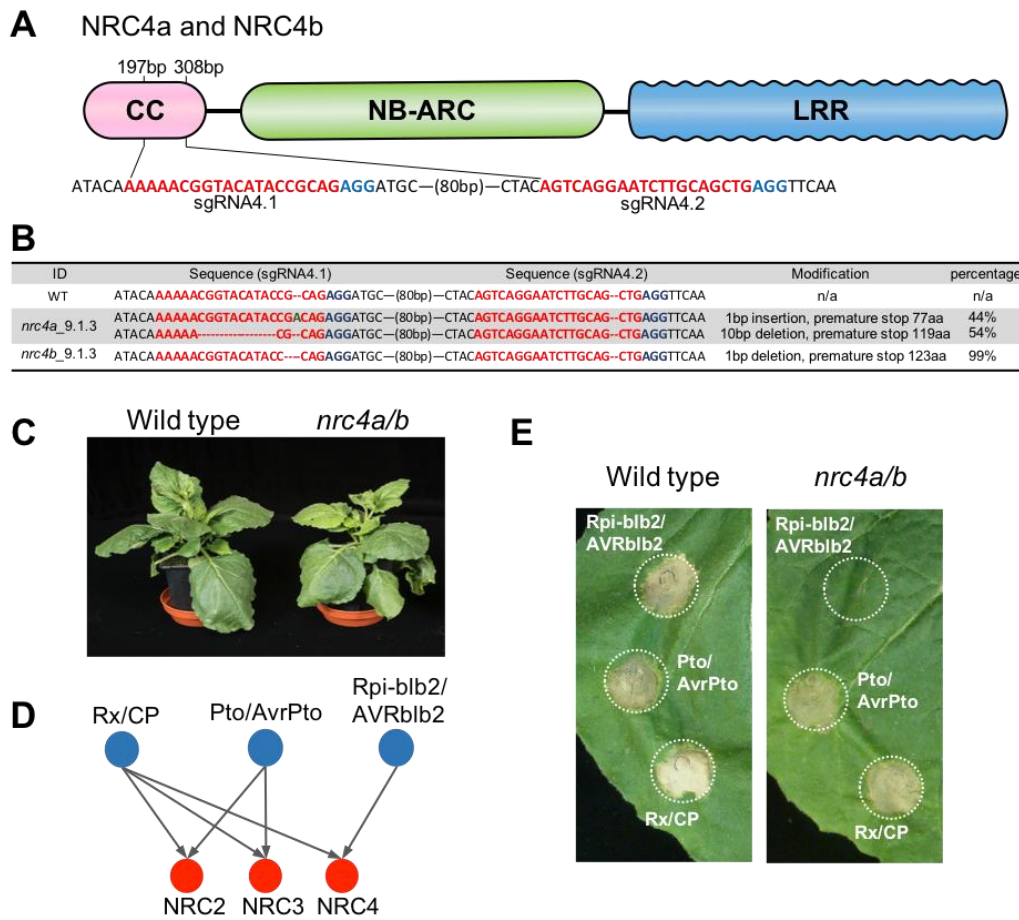 A NRC4a and NRC4b
197bp 308bp
CC NB-ARC LRR
ATACAAAAAACGGTACATACCGCAGAGGATGC—(80bp)—CTACAGTCAGGAATCTTGCAGCTGAGGTTCAA
sgRNA4.1 sgRNA4.2
B
ID Sequence (sgRNA4.1) Sequence (sgRNA4.2) Modification percentage
WT ATACAAAAAACGGTACATACCG--CAGAGGATGC—(80bp)—CTACAGTCAGGAATCTTGCAG--CTGAGGTTCAA n/a n/a
nrc4a_9.1.3 ATACAAAAAACGGTACATACCGACAGAGGATGC—(80bp)—CTACAGTCAGGAATCTTGCAG--CTGAGGTTCAA 1bp insertion, premature stop 77aa 44%
ATACAAAAAA---------------CG--CAGAGGATGC—(80bp)—CTACAGTCAGGAATCTTGCAG--CTGAGGTTCAA 10bp deletion, premature stop 119aa 54%
nrc4b_9.1.3 ATACAAAAAACGGTACATACC---CAGAGGATGC—(80bp)—CTACAGTCAGGAATCTTGCAG--CTGAGGTTCAA 1bp deletion, premature stop 123aa 99%
C Wild type nrc4a/b
D
Rx/CP Pto/AvrPto Rpi-blb2/
AVRblb2
NRC2 NRC3 NRC4
E
Wild type nrc4a/b
Rpi-blb2/
AVRblb2
Pto/
AvrPto
Rx/CP
Rpi-blb2/
AVRblb2
Pto/
AvrPto
Rx/CP